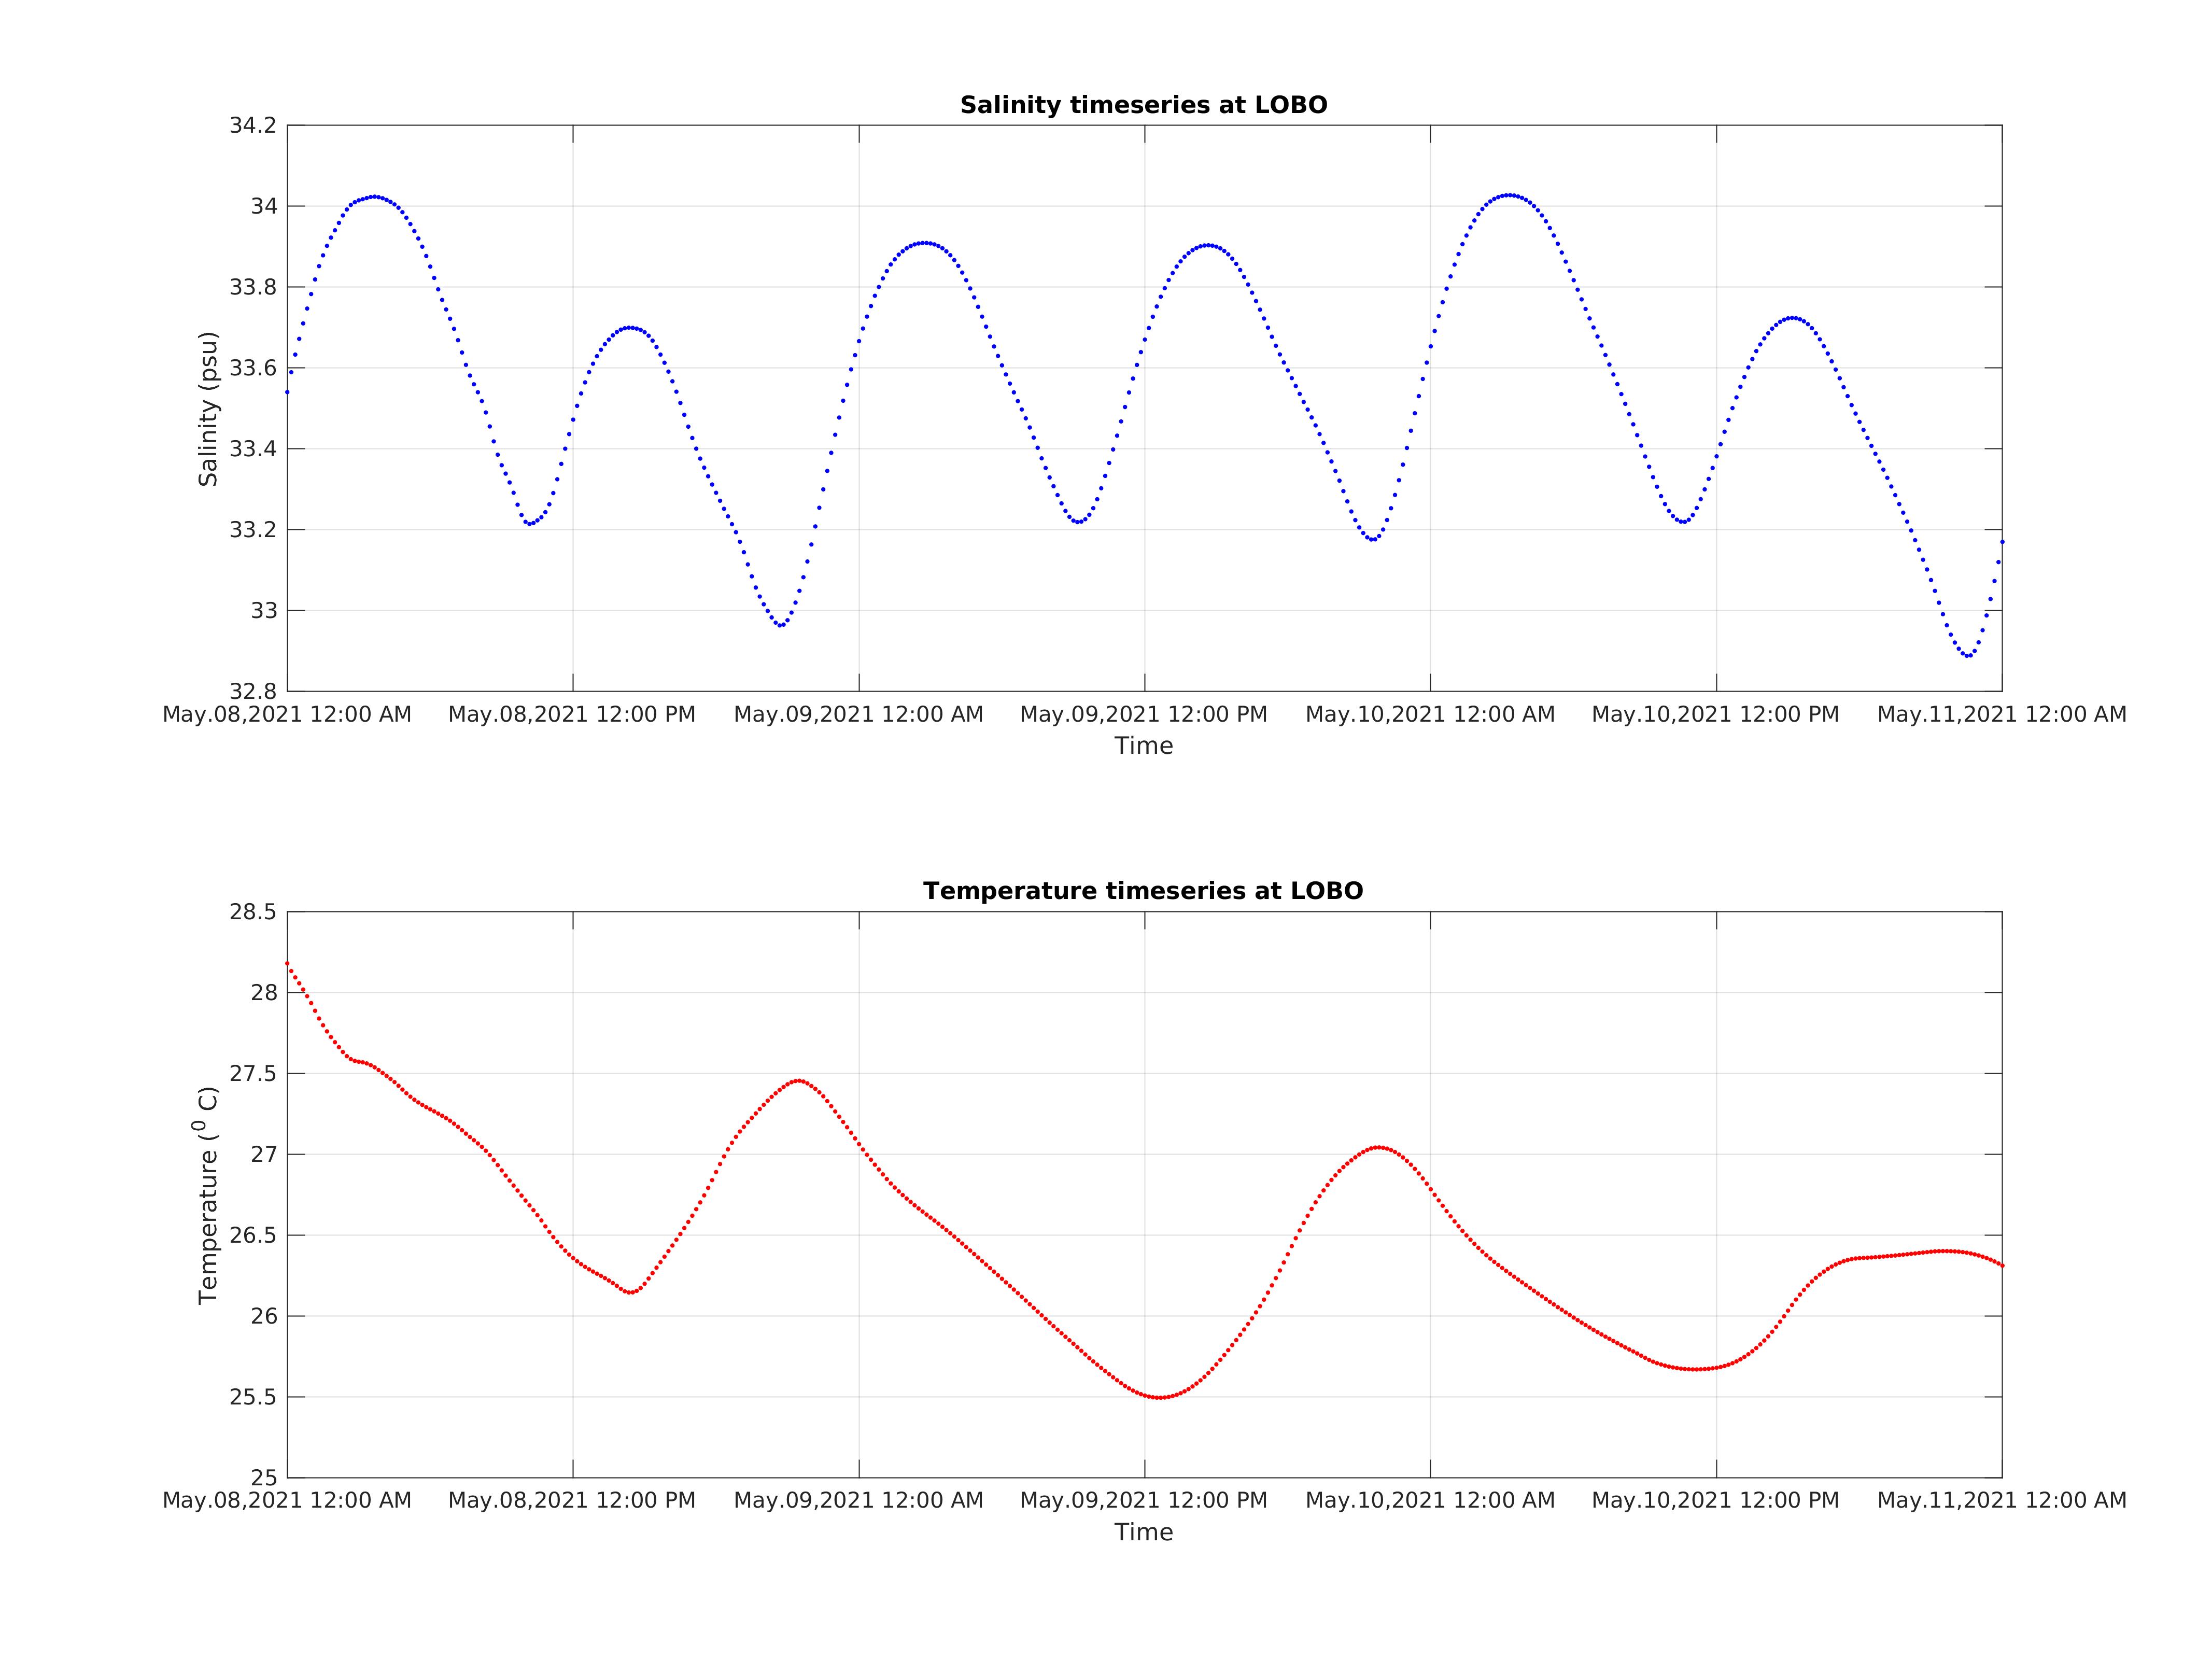 Salinity timeseries at LOBO
34.2
34
33.8
33.6
33.4
33.2
33
32.8
Salinity (psu)
May.08,2021 12:00 AM May.08,2021 12:00 PM May.09,2021 12:00 AM May.09,2021 12:00 PM May.10,2021 12:00 AM May.10,2021 12:00 PM May.11,2021 12:00 AM
Time
Temperature timeseries at LOBO
28.5
28
27.5
27
26.5
26
25.5
25
Temperature (⁰ C)
May.08,2021 12:00 AM May.08,2021 12:00 PM May.09,2021 12:00 AM May.09,2021 12:00 PM May.10,2021 12:00 AM May.10,2021 12:00 PM May.11,2021 12:00 AM
Time